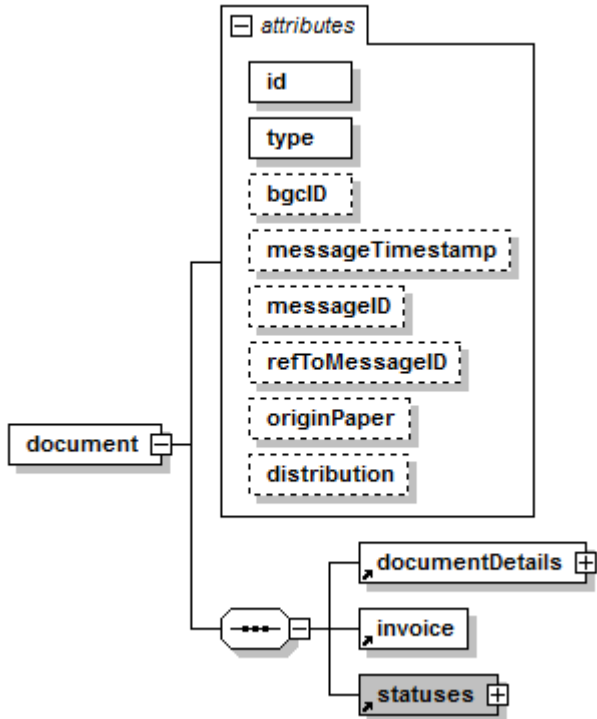 attributes
id
type
bgcID
messageTimestamp
messageID
refToMessageID
originPaper
document
distribution
documentDetails
invoice
statuses